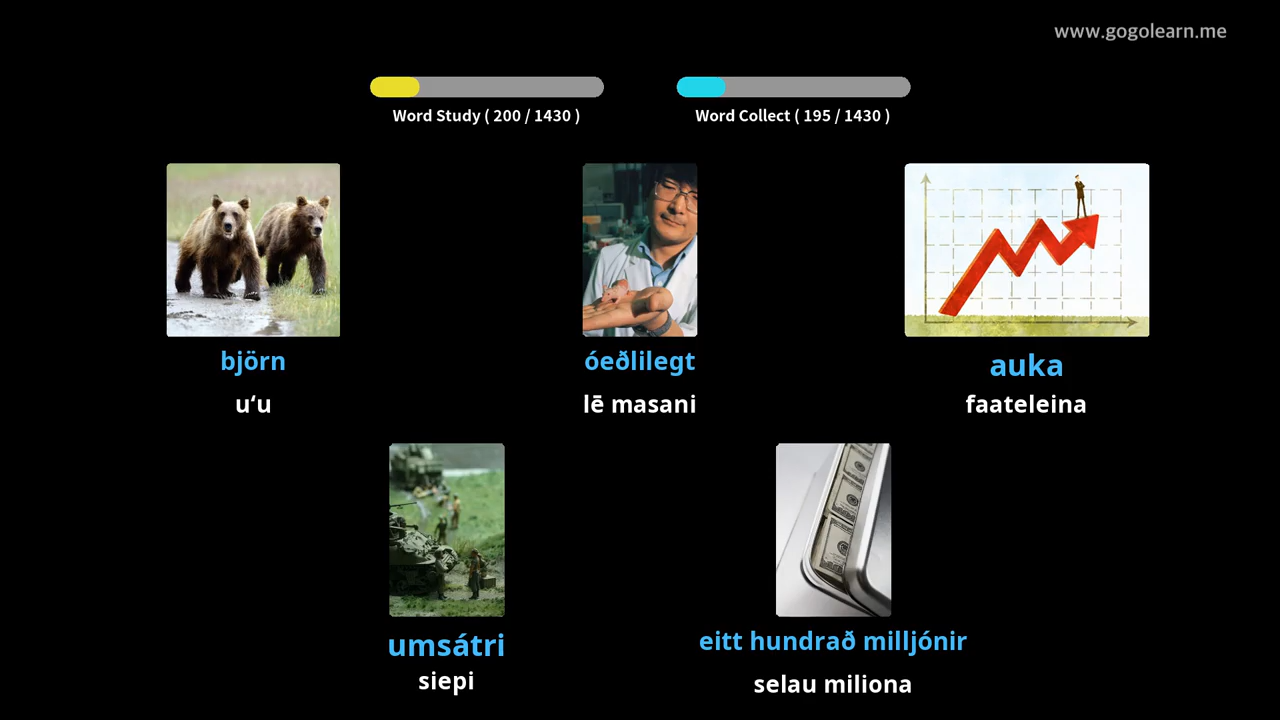 www.gogolearn.me
Word Study ( 200 / 1430 )
Word Collect ( 195 / 1430 )
björn
uʻu
óeðlilegt
lē masani
auka
faateleina
umsátri
siepi
eitt hundrað milljónir
selau miliona